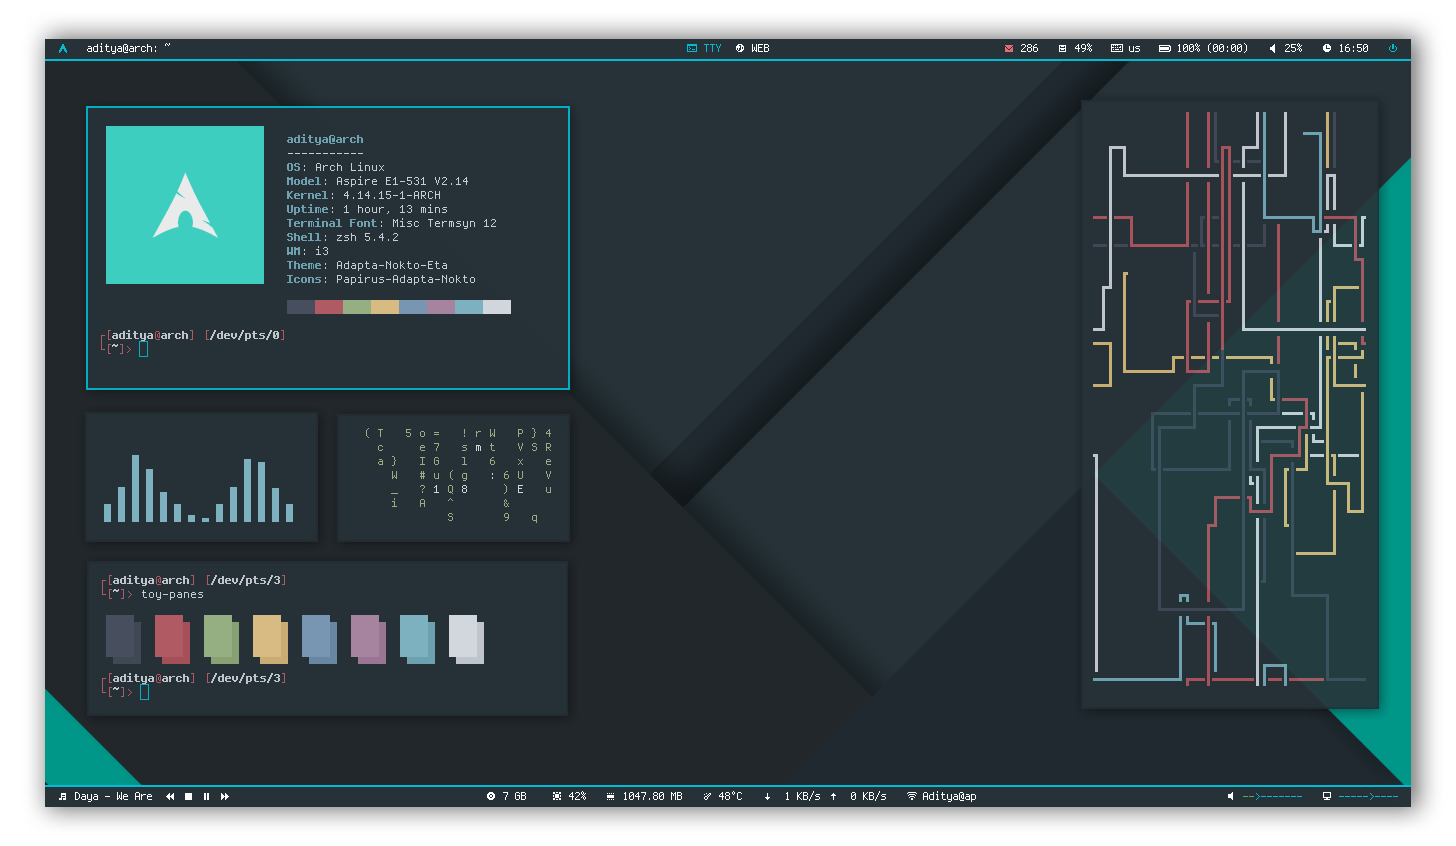 aditya@arch: ~
TTY WEB
286 49% us 100% (00:00) 25% 16:50
aditya@arch
-----------
OS: Arch Linux
Model: Aspire E1-531 V2.14
Kernel: 4.14.15-1-ARCH
Uptime: 1 hour, 13 mins
Terminal Font: Misc Termsyn 12
Shell: zsh 5.4.2
WM: i3
Theme: Adapta-Nokto-Eta
Icons: Papirus-Adapta-Nokto
┌[aditya@arch] [/dev/pts/0]
└[~]>
( T 5 o = ! r W P } 4
c e 7 s m t V S R
a } I G l 6 x e
W # u ( g : 6 U V
_ ? 1 Q 8 ) E u
i A ^ &
S 9 q
┌[aditya@arch] [/dev/pts/3]
└[~]> toy-panes
┌[aditya@arch] [/dev/pts/3]
└[~]>
Daya - We Are
7 GB 42% 1047.80 MB 48°C ↓ 1 KB/s ↑ 0 KB/s Aditya@ap
-->------- ----->----